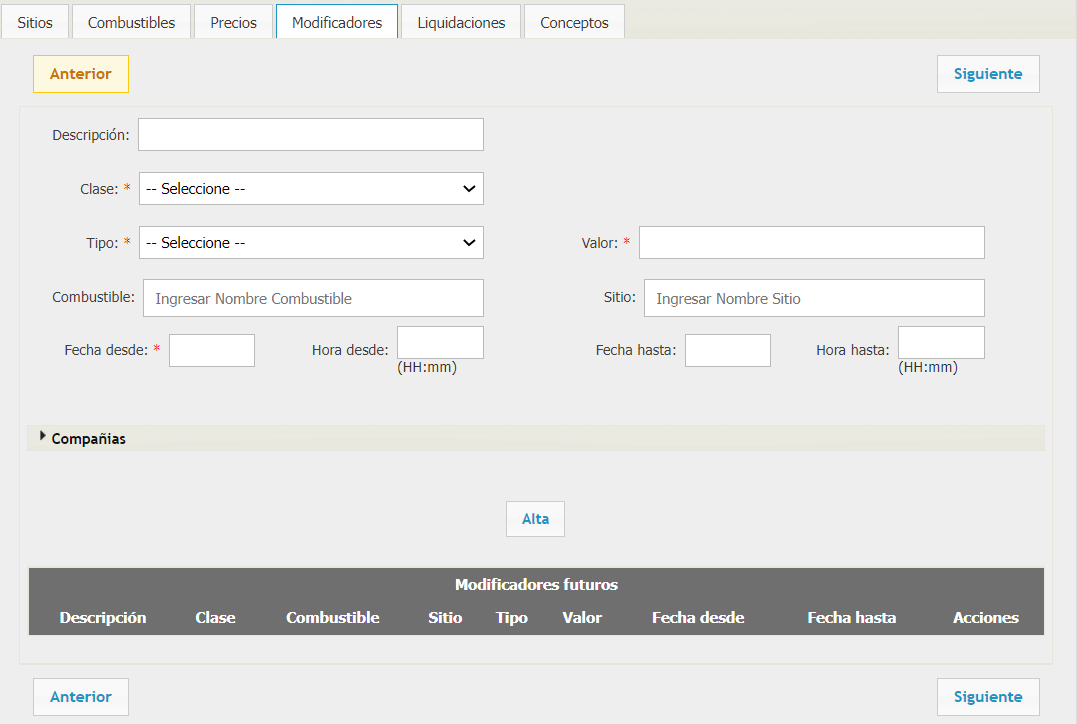 Sitios Combustibles Precios Modificadores Liquidaciones Conceptos
Anterior Siguiente
Descripción:
Clase: * -- Seleccione --
Tipo: * -- Seleccione -- Valor: *
Combustible: Ingresar Nombre Combustible Sitio: Ingresar Nombre Sitio
Fecha desde: * Hora desde: Fecha hasta: Hora hasta:
(HH:mm) (HH:mm)
Compañias
Alta
Modificadores futuros
Descripción Clase Combustible Sitio Tipo Valor Fecha desde Fecha hasta Acciones
Anterior Siguiente